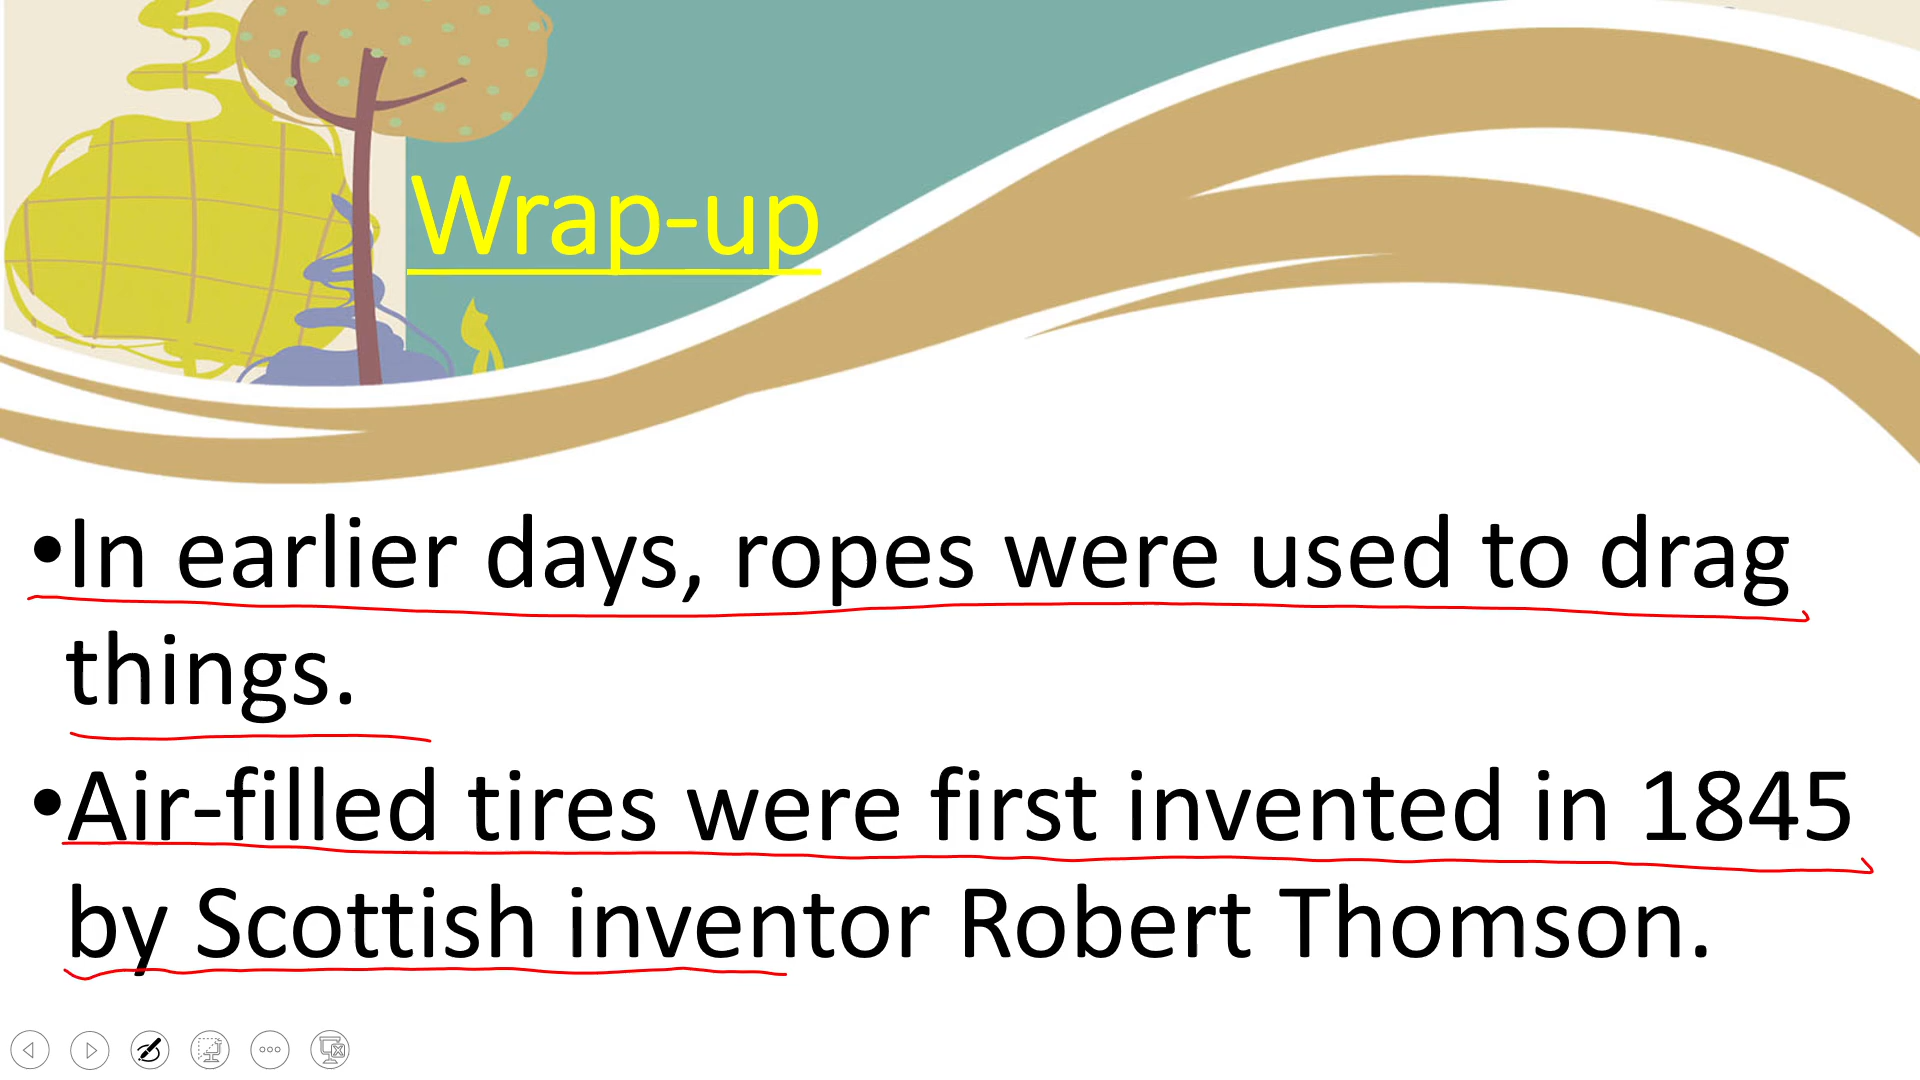 Wrap-up
•In earlier days, ropes were used to drag
things.
•Air-filled tires were first invented in 1845
by Scottish inventor Robert Thomson.